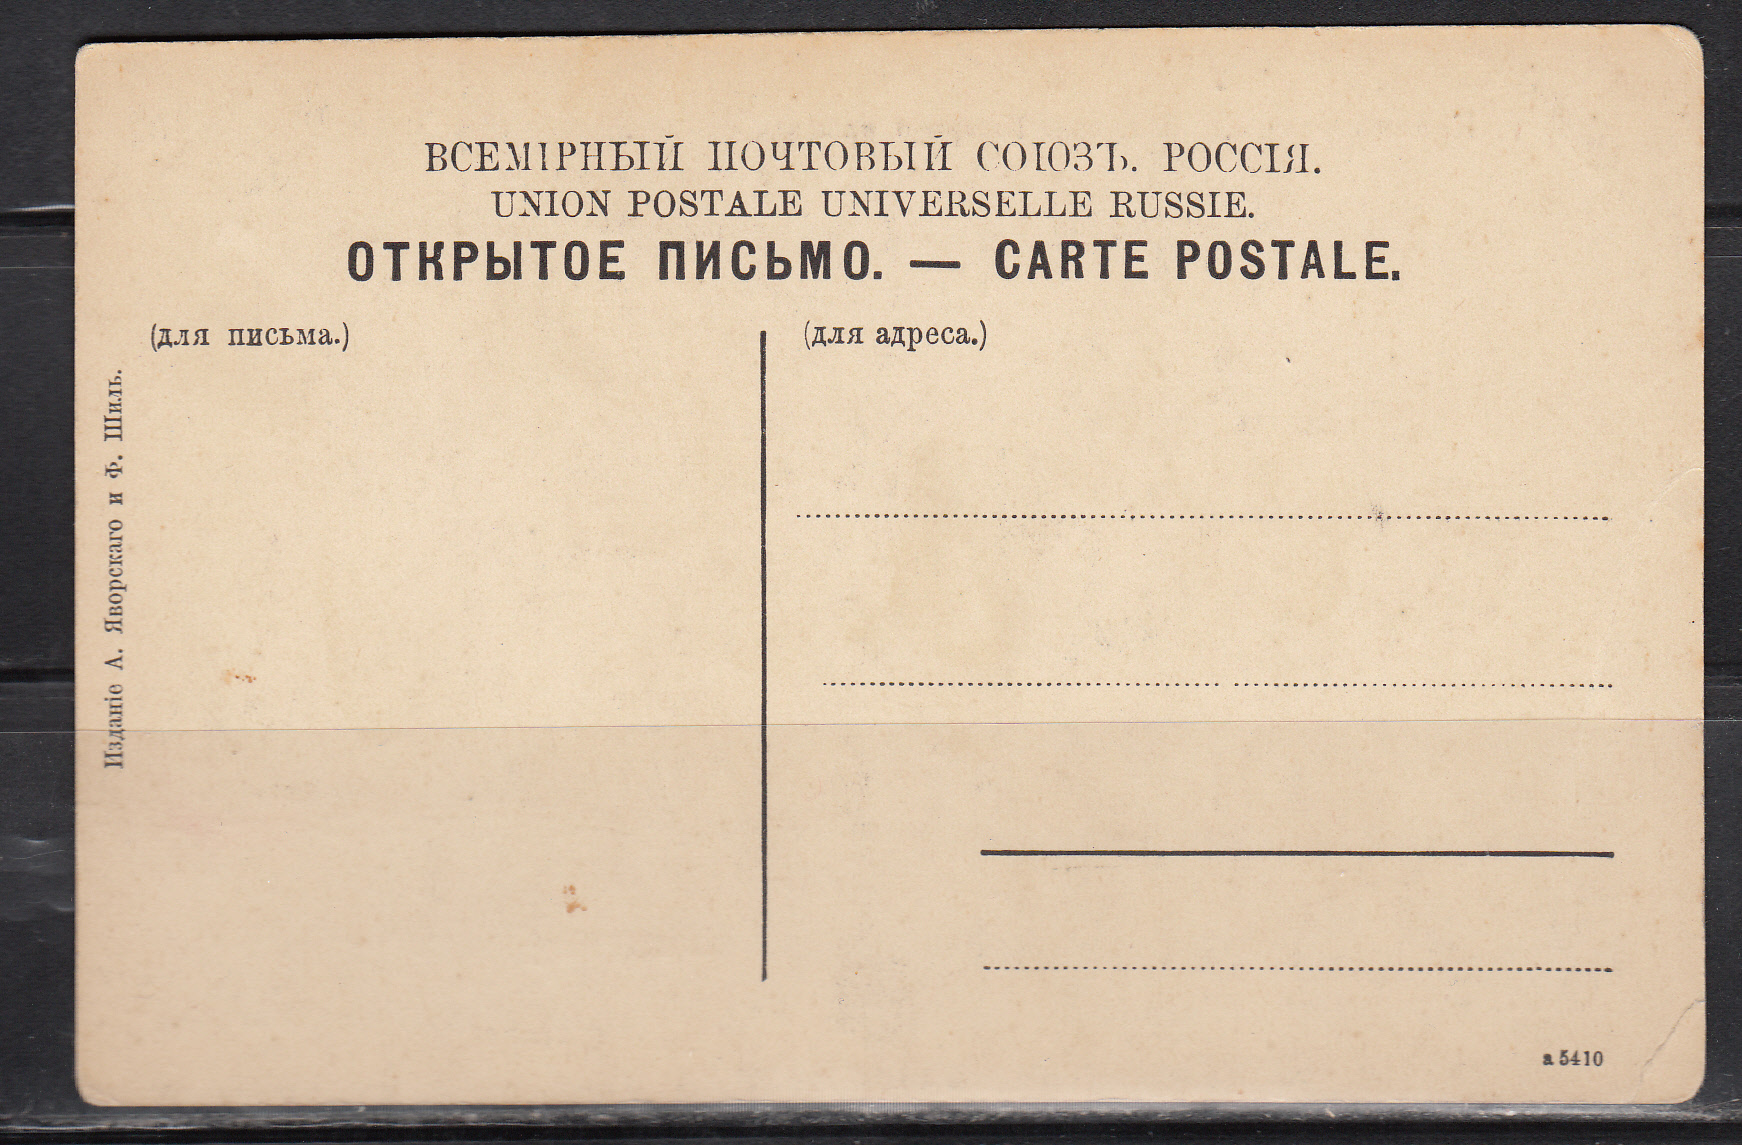 ВСЕМІРНЫЙ ПОЧТОВЫЙ СОЮЗЪ. РОССІЯ.
UNION POSTALE UNIVERSELLE RUSSIE.
ОТКРЫТОЕ ПИСЬМО. — CARTE POSTALE.
(для письма.)
(для адреса.)
Изданіе А. Яворскаго и Ф. Шиль.
a 5410